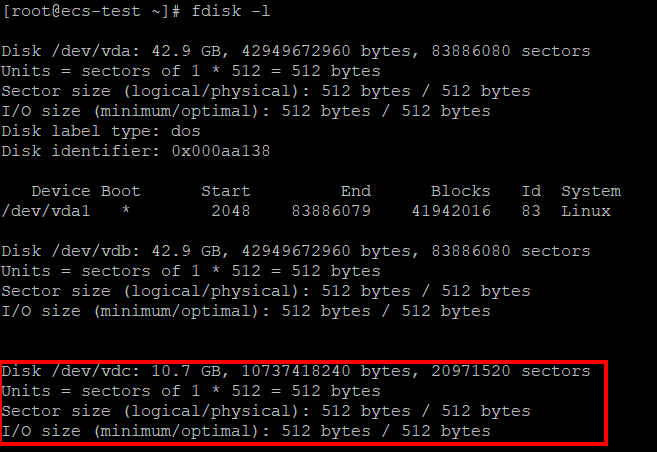 [root@ecs-test ~]# fdisk -l
Disk /dev/vda: 42.9 GB, 42949672960 bytes, 83886080 sectors
Units = sectors of 1 * 512 = 512 bytes
Sector size (logical/physical): 512 bytes / 512 bytes
I/O size (minimum/optimal): 512 bytes / 512 bytes
Disk label type: dos
Disk identifier: 0x000aa138
Device Boot Start End Blocks Id System
/dev/vda1 * 2048 83886079 41942016 83 Linux
Disk /dev/vdb: 42.9 GB, 42949672960 bytes, 83886080 sectors
Units = sectors of 1 * 512 = 512 bytes
Sector size (logical/physical): 512 bytes / 512 bytes
I/O size (minimum/optimal): 512 bytes / 512 bytes
Disk /dev/vdc: 10.7 GB, 10737418240 bytes, 20971520 sectors
Units = sectors of 1 * 512 = 512 bytes
Sector size (logical/physical): 512 bytes / 512 bytes
I/O size (minimum/optimal): 512 bytes / 512 bytes